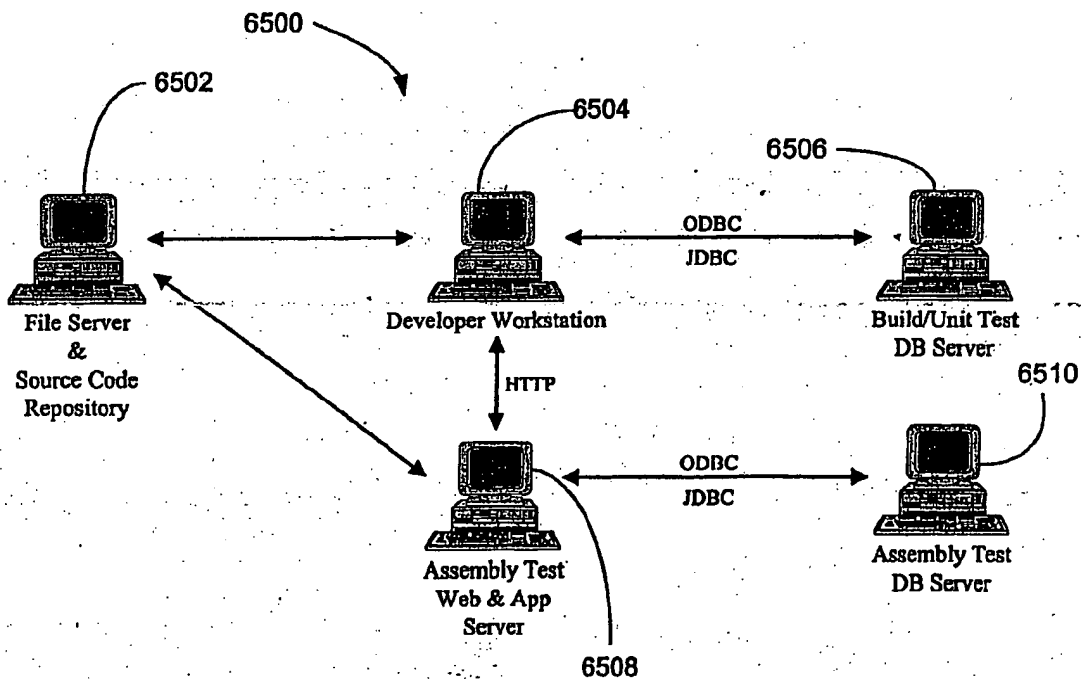 6500
6502
6504
6506
ODBC
JDBC
File Server
&
Source Code
Repository
Developer Workstation
Build/Unit Test
DB Server
HTTP
6510
ODBC
JDBC
Assembly Test
Web & App
Server
Assembly Test
DB Server
6508